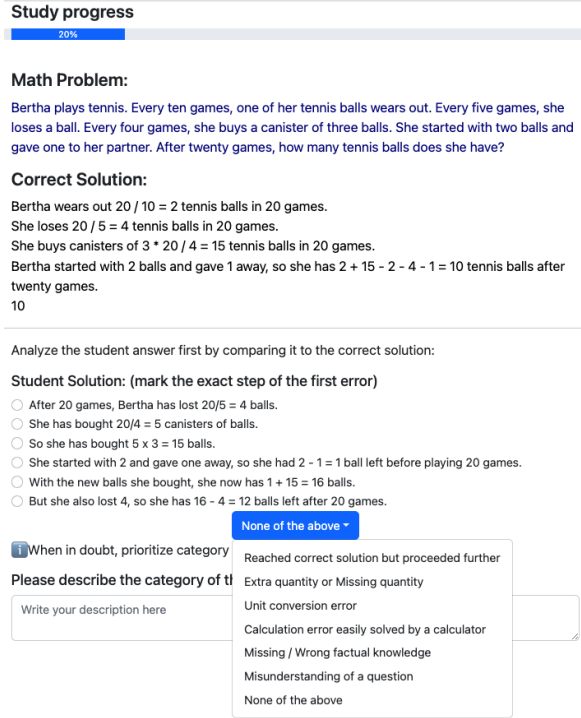 Study progress
20%
Math Problem:
Bertha plays tennis. Every ten games, one of her tennis balls wears out. Every five games, she
loses a ball. Every four games, she buys a canister of three balls. She started with two balls and
gave one to her partner. After twenty games, how many tennis balls does she have?
Correct Solution:
Bertha wears out 20 / 10 = 2 tennis balls in 20 games.
She loses 20 / 5 = 4 tennis balls in 20 games.
She buys canisters of 3 * 20 / 4 = 15 tennis balls in 20 games.
Bertha started with 2 balls and gave 1 away, so she has 2 + 15 - 2 - 4 - 1 = 10 tennis balls after
twenty games.
10
Analyze the student answer first by comparing it to the correct solution:
Student Solution: (mark the exact step of the first error)
After 20 games, Bertha has lost 20/5 = 4 balls.
She has bought 20/4 = 5 canisters of balls.
So she has bought 5 x 3 = 15 balls.
She started with 2 and gave one away, so she had 2 - 1 = 1 ball left before playing 20 games.
With the new balls she bought, she now has 1 + 15 = 16 balls.
But she also lost 4, so she has 16 - 4 = 12 balls left after 20 games.
None of the above
ℹ️When in doubt, prioritize category
Please describe the category of th
Write your description here
Reached correct solution but proceeded further
Extra quantity or Missing quantity
Unit conversion error
Calculation error easily solved by a calculator
Missing / Wrong factual knowledge
Misunderstanding of a question
None of the above